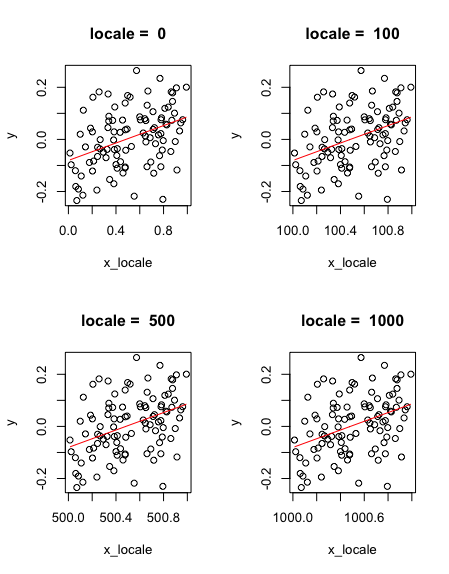 locale =  0
y
0.2
0.0
-0.2
0.0 0.4 0.8
x_locale
locale =  100
y
0.2
0.0
-0.2
100.0 100.4 100.8
x_locale
locale =  500
y
0.2
0.0
-0.2
500.0 500.4 500.8
x_locale
locale =  1000
y
0.2
0.0
-0.2
1000.0 1000.6
x_locale